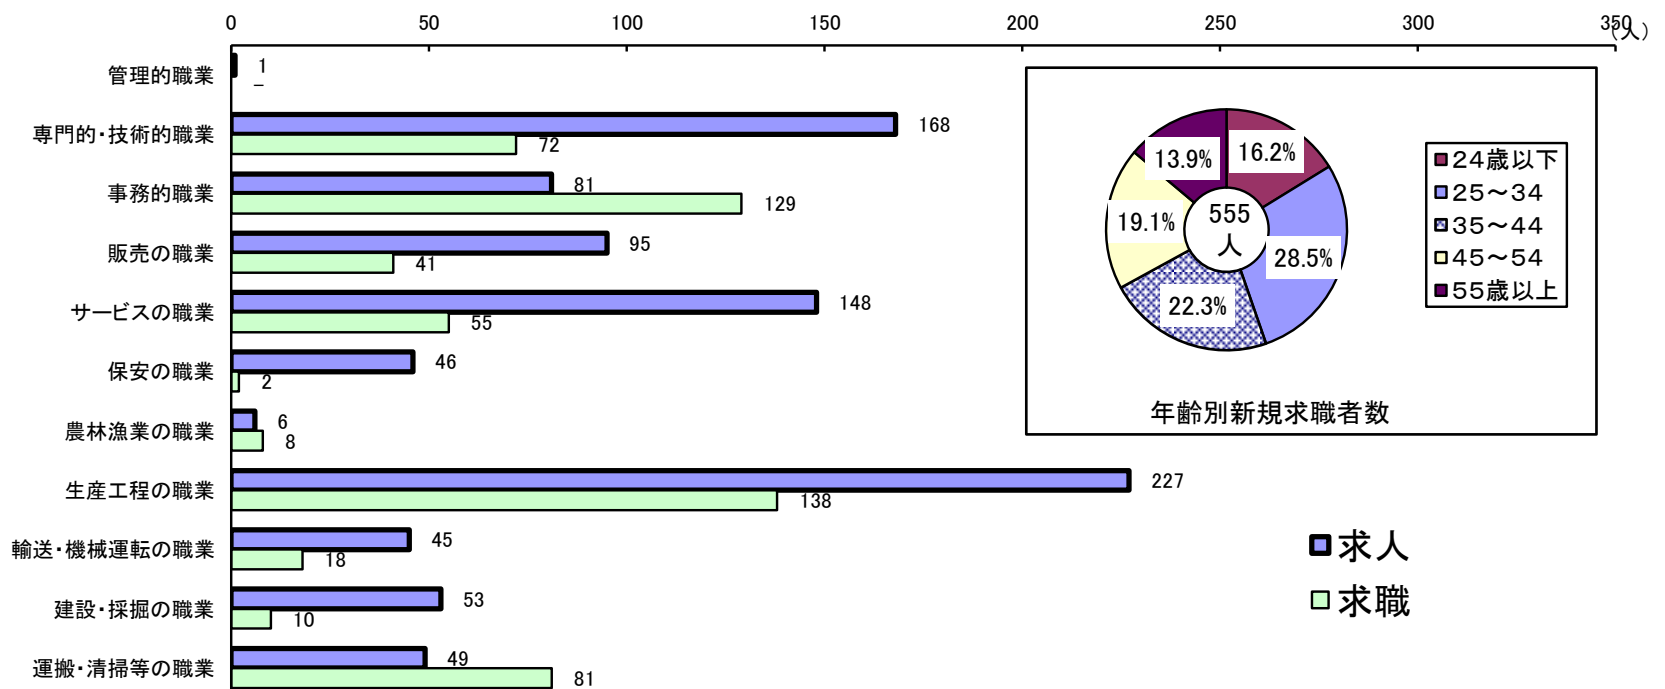 0 50 100 150 200 250 300 350
(人)
管理的職業 1
-
専門的・技術的職業 168
72
事務的職業 81
129
販売の職業 95
41
サービスの職業 148
55
保安の職業 46
2
農林漁業の職業 6
8
生産工程の職業 227
138
輸送・機械運転の職業 45
18
建設・採掘の職業 53
10
運搬・清掃等の職業 49
81
13.9% 16.2%
19.1% 555
人
28.5%
22.3%
24歳以下
25～34
35～44
45～54
55歳以上
年齢別新規求職者数
求人
求職